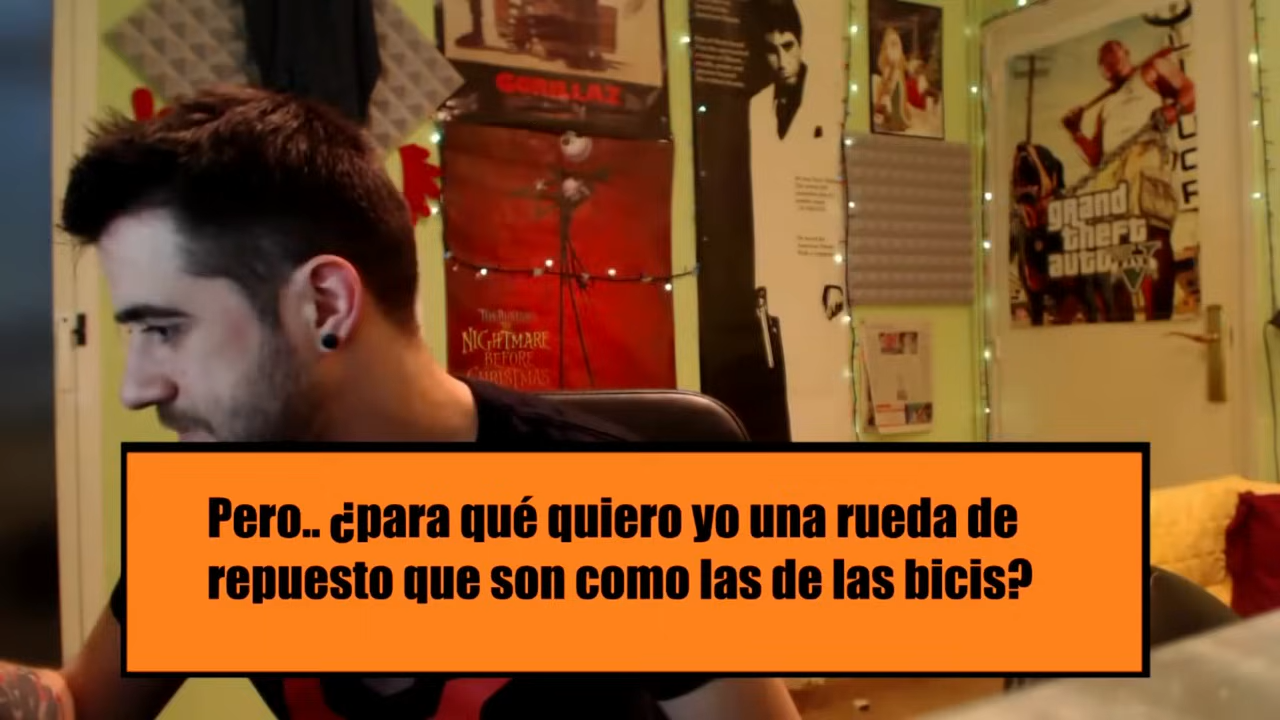 GORILLAZ
NIGHTMARE
BEFORE
CHRISTMAS
grand
theft
auto
Pero.. ¿para qué quiero yo una rueda de
repuesto que son como las de las bicis?